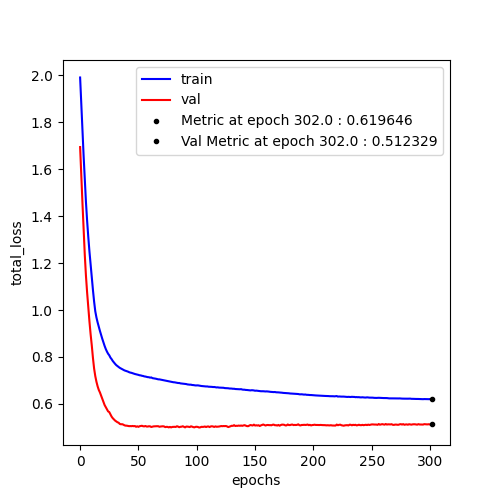 train
val
Metric at epoch 302.0 : 0.619646
Val Metric at epoch 302.0 : 0.512329
2.0
1.8
1.6
1.4
1.2
1.0
0.8
0.6
total_loss
0 50 100 150 200 250 300
epochs